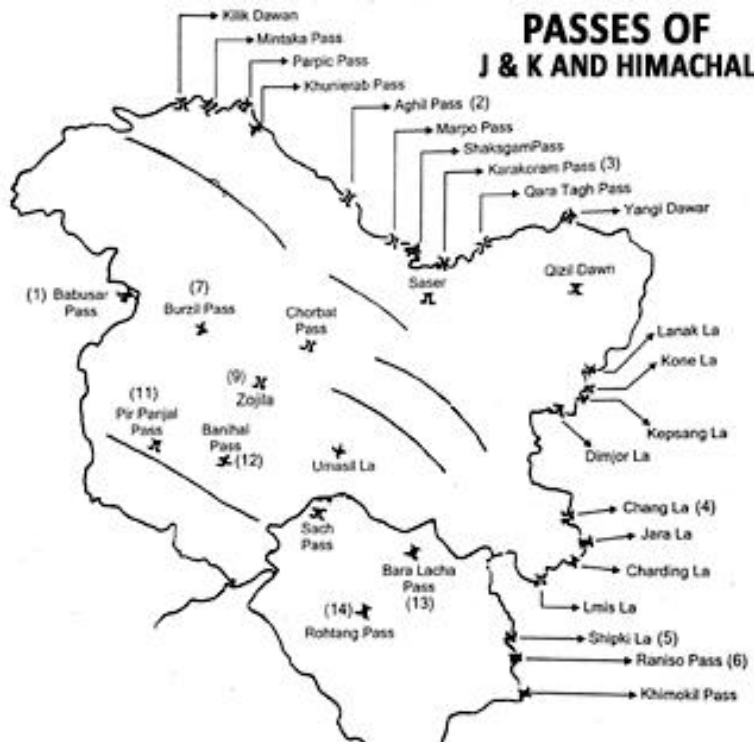 PASSES OF
J & K AND HIMACHAL
Kilik Dawan
Mintaka Pass
Parpic Pass
Khunierab Pass
Aghil Pass (2)
Marpo Pass
ShaksgamPass
Karakoram Pass (3)
Qara Tagh Pass
Yangi Dawar
Qizil Dawn
Saser
(1) Babusar
Pass
(7)
Burzil Pass
Chorbat
Pass
Lanak La
Kone La
Kepsang La
Dimjor La
(9)
Zojila
(11)
Pir Panjal
Pass
Banihal
Pass
(12)
Umasil La
Chang La (4)
Jara La
Charding La
Lmis La
Sach
Pass
Bara Lacha
Pass
(13)
(14)
Rohtang Pass
Shipki La (5)
Raniso Pass (6)
Khimokil Pass